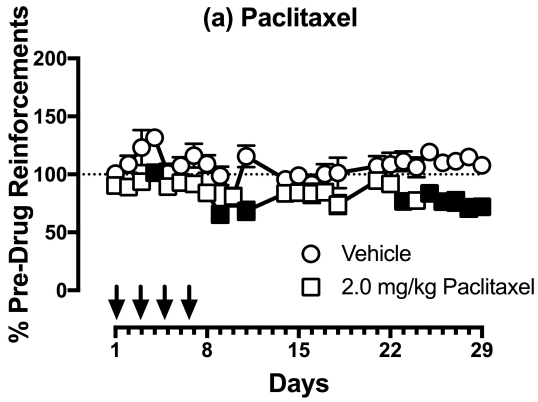 (a) Paclitaxel
% Pre-Drug Reinforcements
200
150
100
50
0
Vehicle
2.0 mg/kg Paclitaxel
1 8 15 22 29
Days